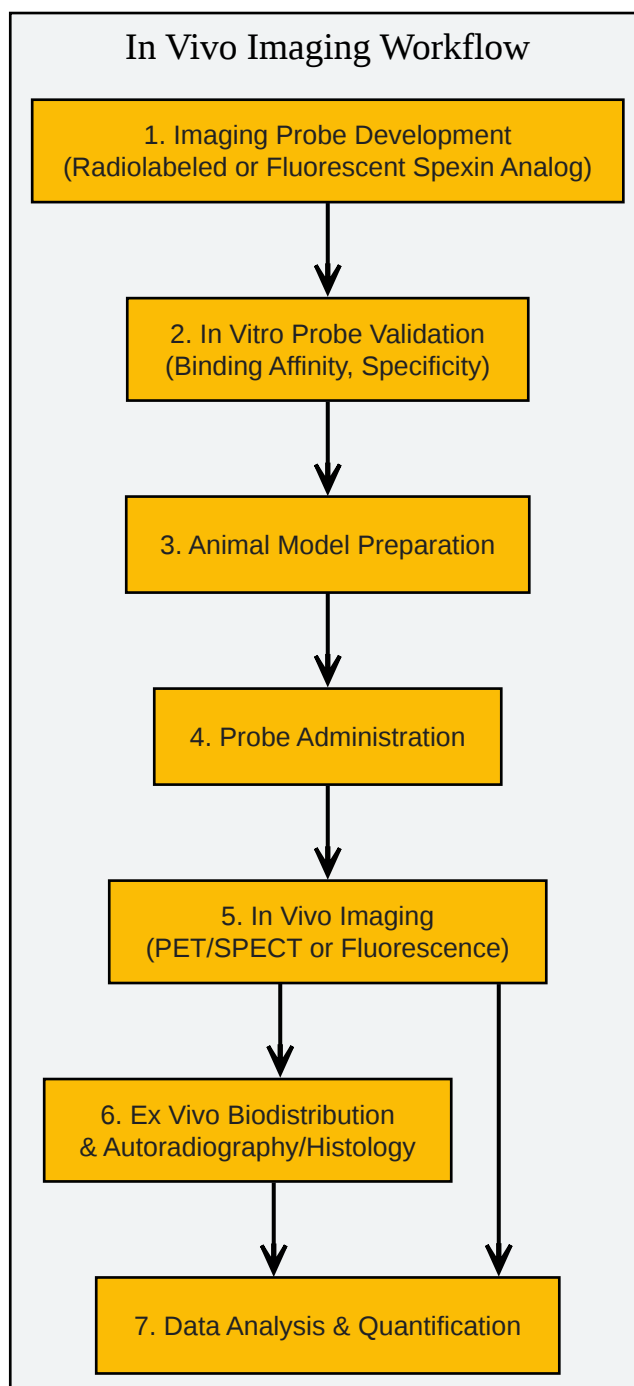 In Vivo Imaging Workflow
1. Imaging Probe Development
(Radiolabeled or Fluorescent Spexin Analog)
2. In Vitro Probe Validation
(Binding Affinity, Specificity)
3. Animal Model Preparation
4. Probe Administration
5. In Vivo Imaging
(PET/SPECT or Fluorescence)
6. Ex Vivo Biodistribution
& Autoradiography/Histology
7. Data Analysis & Quantification